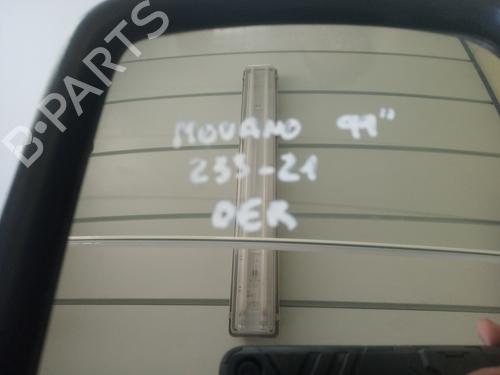 B-PARTS
MOVANO 99"
233-21
DER